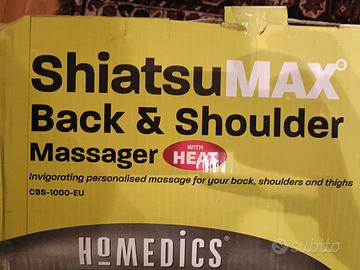 ShiatsuMAX
Back & Shoulder
Massager WITH HEAT
Invigorating personalised massage for your back, shoulders and thighs
CBS-1000-EU
HOMEDICS®
subito